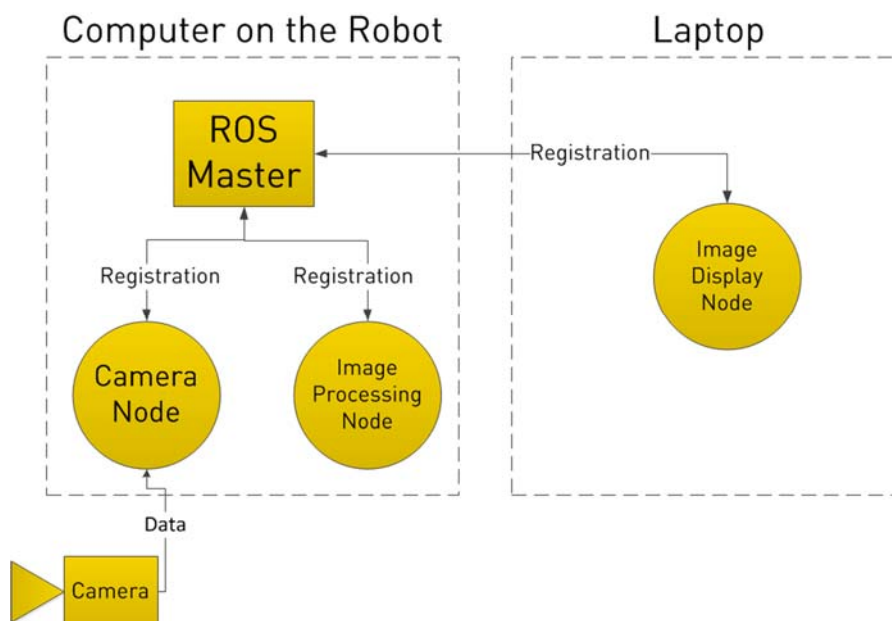 Computer on the Robot
Laptop
ROS
Master
Registration
Registration
Registration
Image
Display
Node
Camera
Node
Image
Processing
Node
Data
Camera